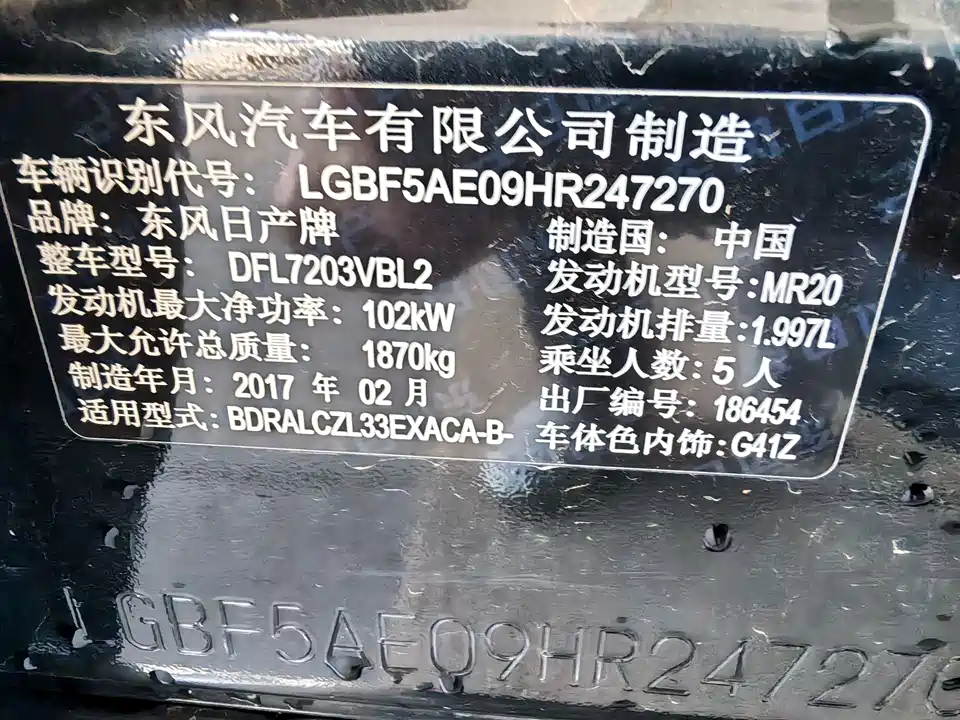 东风汽车有限公司制造
车辆识别代号: LGBF5AE09HR247270
品牌: 东风日产牌 制造国: 中国
整车型号: DFL7203VBL2 发动机型号:MR20
发动机最大净功率: 102kW 发动机排量:1.997L
最大允许总质量: 1870kg 乘坐人数:5 人
制造年月: 2017 年 02 月 出厂编号: 186454
适用型式: BDRALCZL33EXACA-B- 车体色内饰:G41Z
LGBF5AE09HR247270